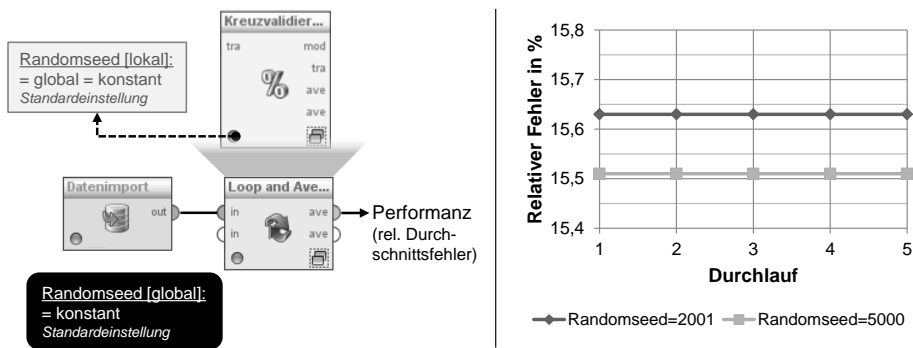 Kreuzvalidier...
tra
mod
tra
ave
ave
%
Randomseed [lokal]:
= global = konstant
Standardeinstellung
Datenimport
out
Loop and Ave...
in
ave
in
ave
Performanz
(rel. Durch-
schnittsfehler)
Randomseed [global]:
= konstant
Standardeinstellung
Relativer Fehler in %
15,8
15,7
15,6
15,5
15,4
1 2 3 4 5
Durchlauf
Randomseed=2001 Randomseed=5000